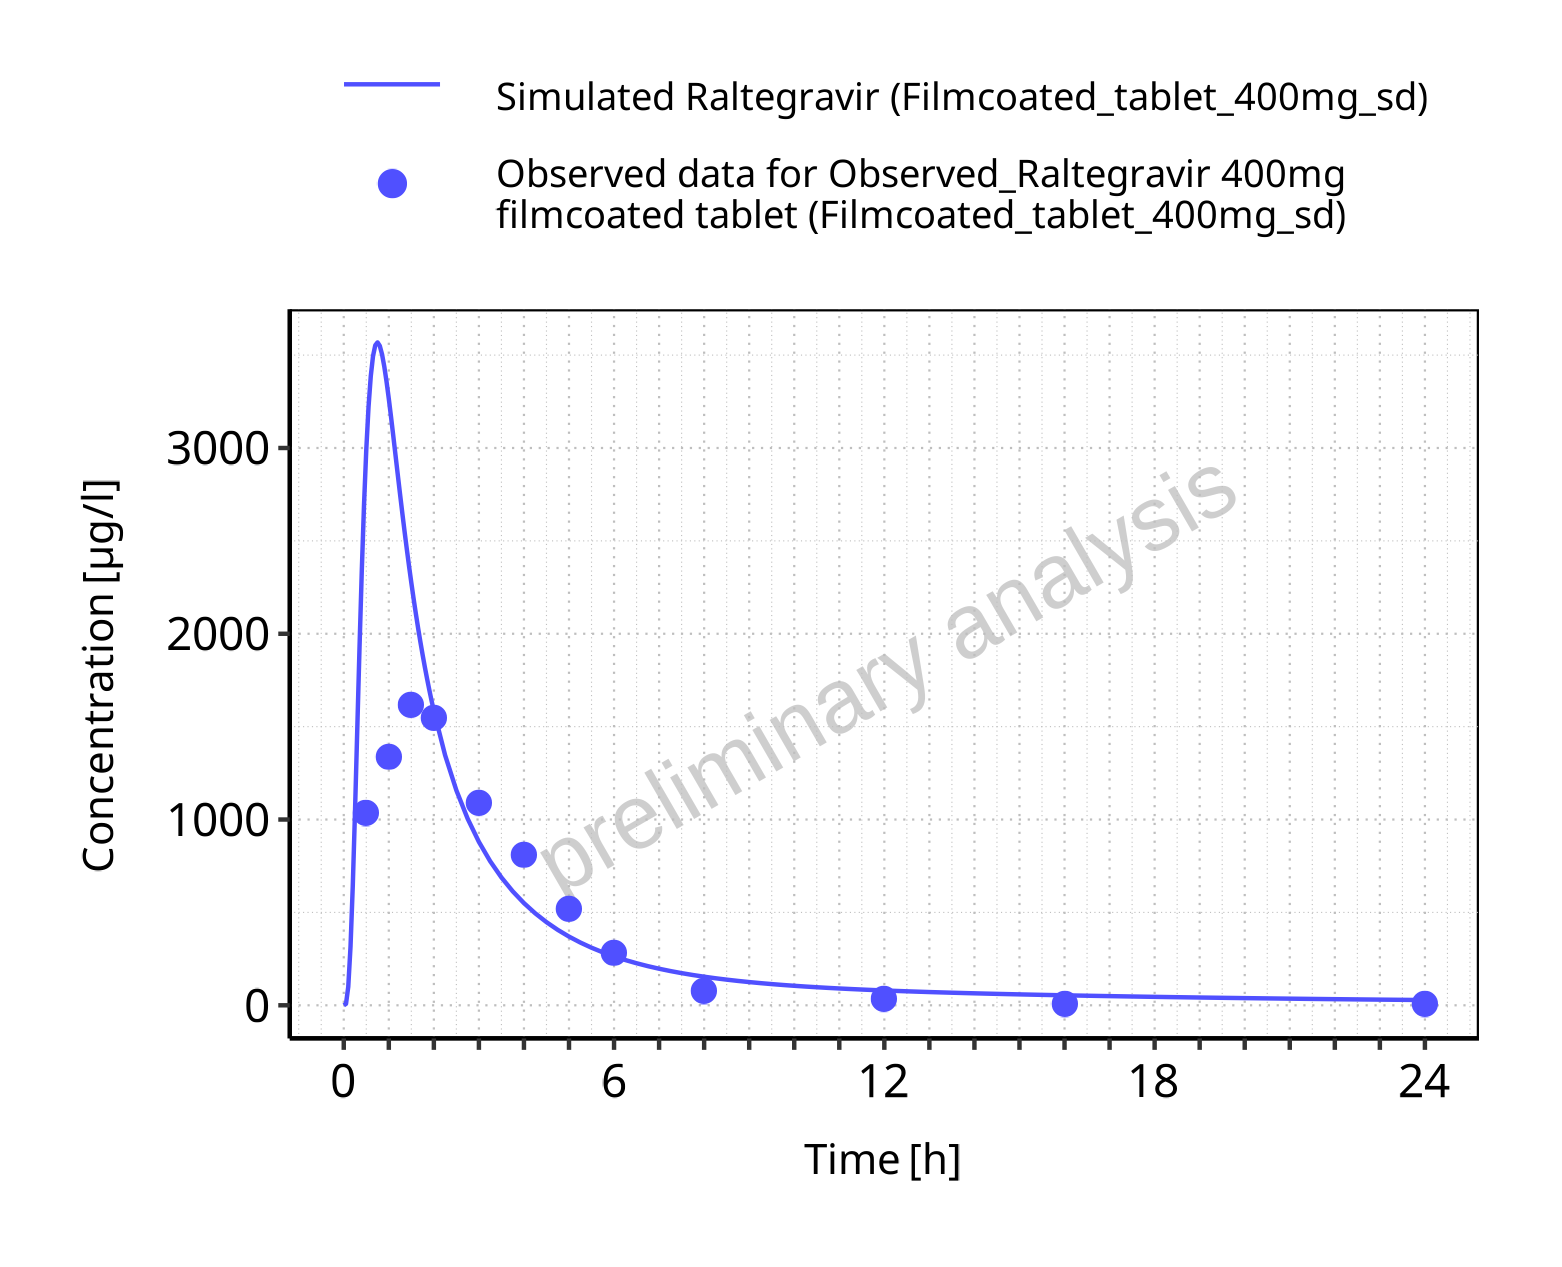 Simulated Raltegravir (Filmcoated_tablet_400mg_sd)
Observed data for Observed_Raltegravir 400mg
filmcoated tablet (Filmcoated_tablet_400mg_sd)
3000
2000
1000
0
Concentration [µg/l]
preliminary analysis
0 6 12 18 24
Time [h]